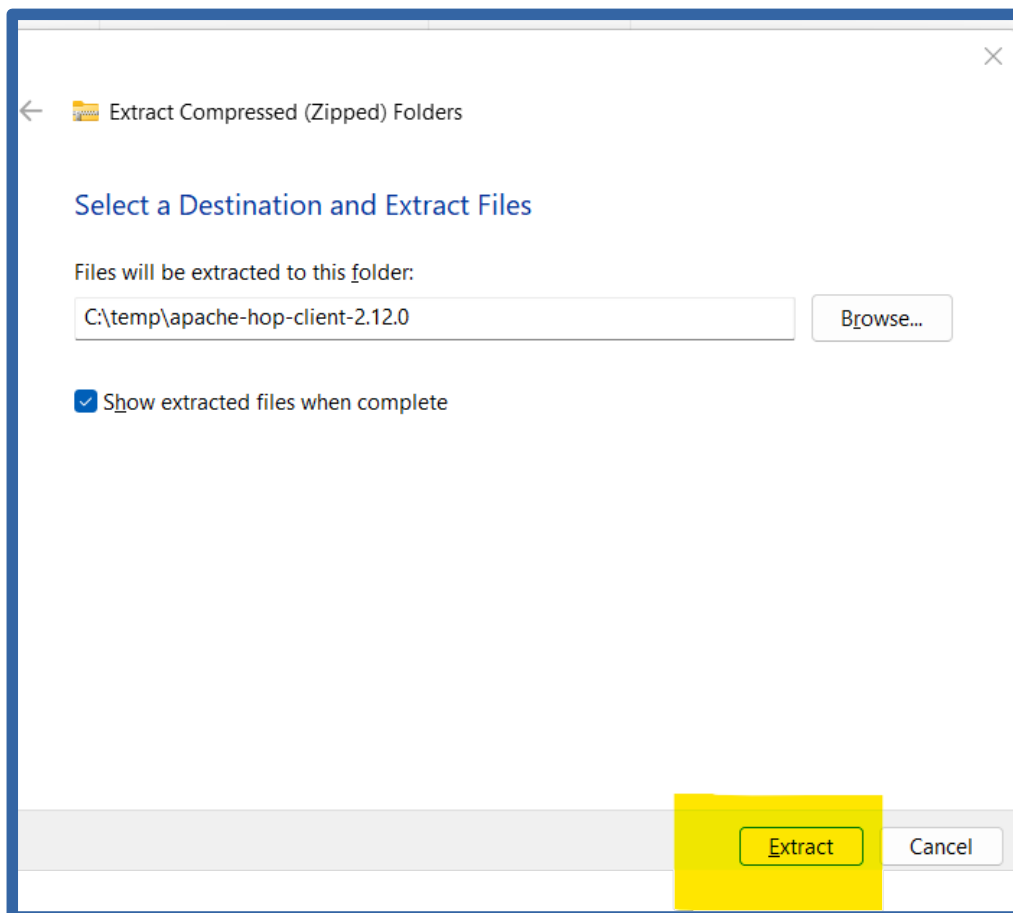 Extract Compressed (Zipped) Folders
Select a Destination and Extract Files
Files will be extracted to this folder:
C:\temp\apache-hop-client-2.12.0
Browse...
Show extracted files when complete
Extract
Cancel